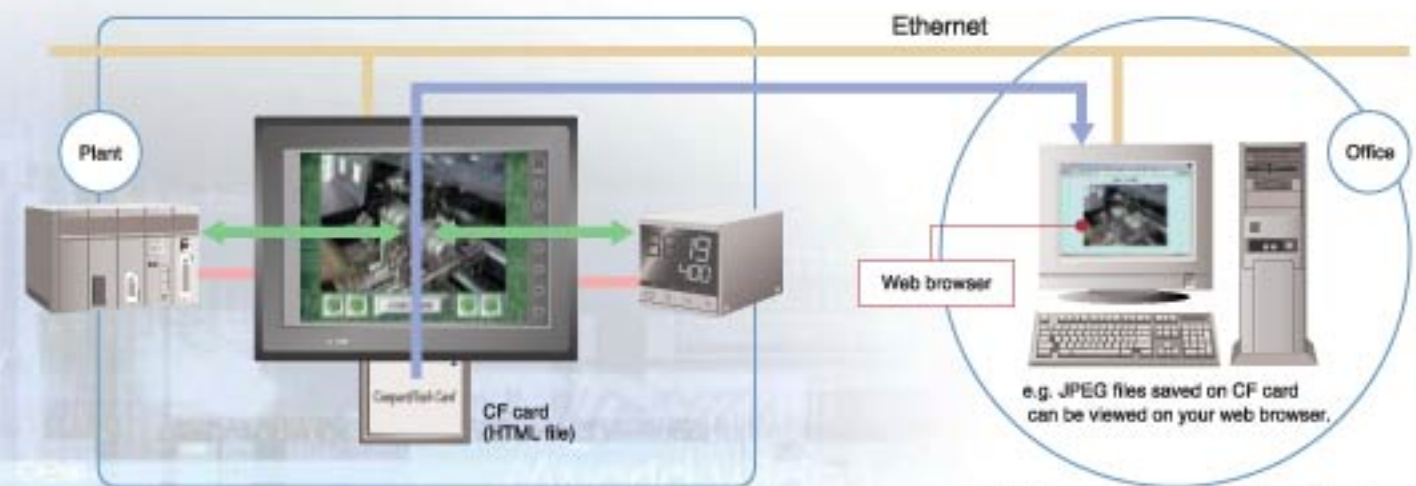 Ethernet
Plant
Office
19
400
Web browser
CompactFlash Card
CF card
(HTML file)
e.g. JPEG files saved on CF card
can be viewed on your web browser.